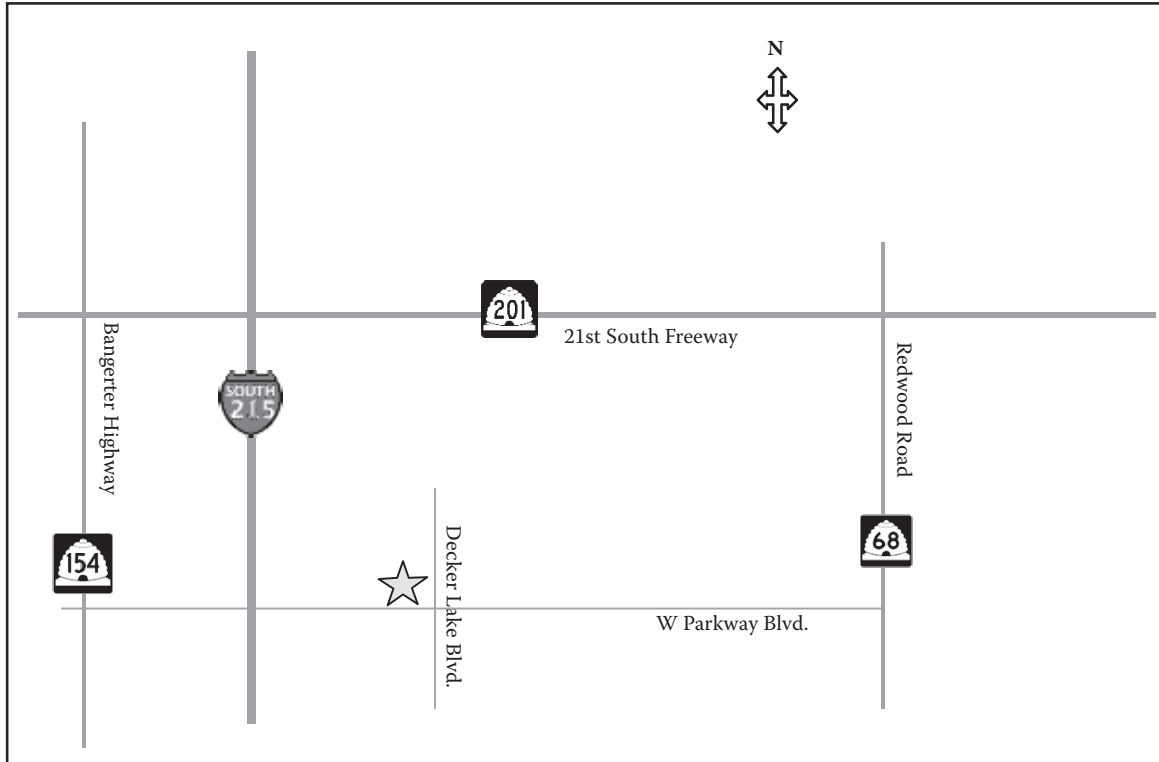 N
201
21st South Freeway
Bangerter Highway
SOUTH
215
Redwood Road
Decker Lake Blvd.
68
154
W Parkway Blvd.